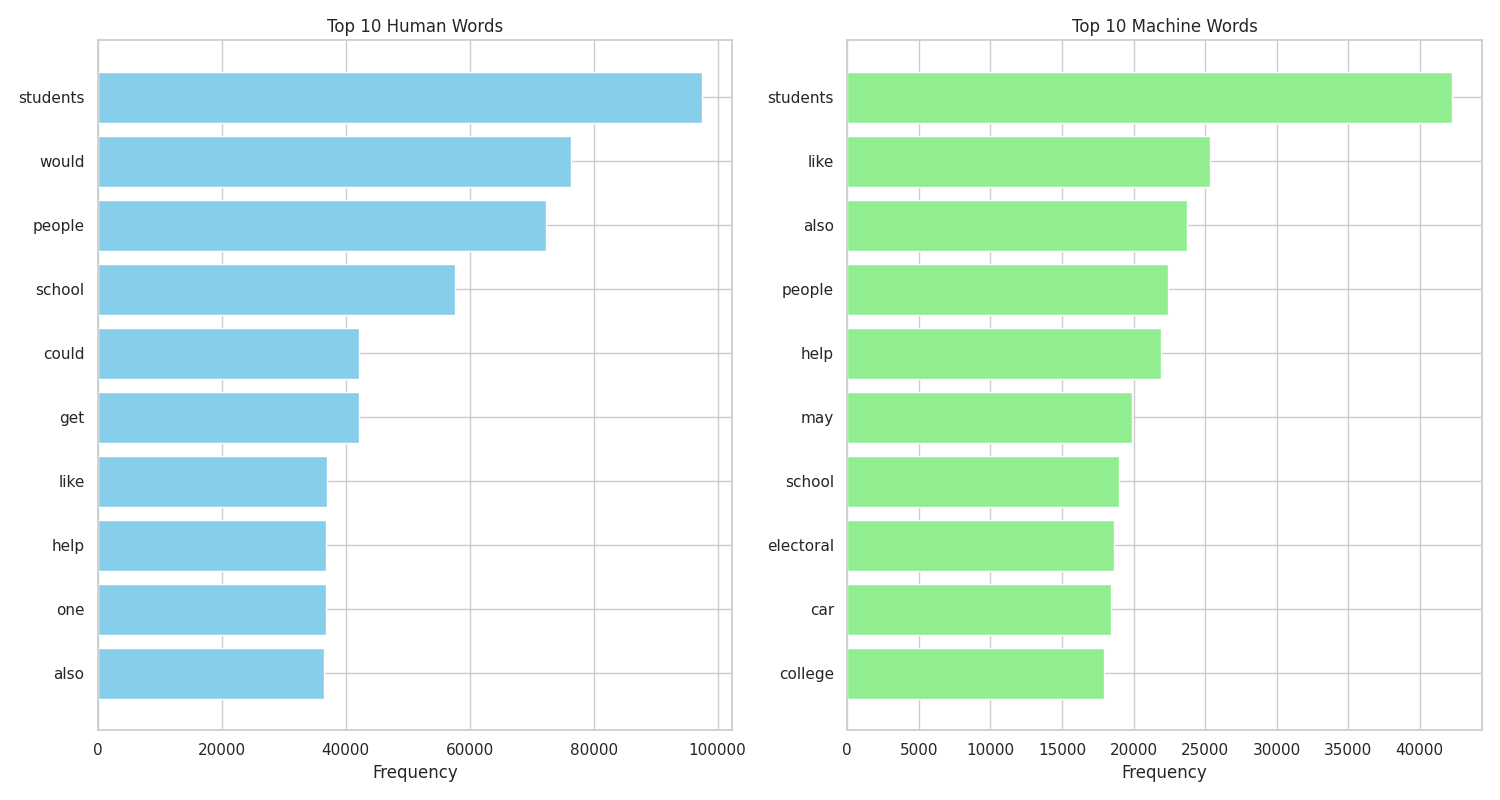 Top 10 Human Words
students
would
people
school
could
get
like
help
one
also
0 20000 40000 60000 80000 100000
Frequency
Top 10 Machine Words
students
like
also
people
help
may
school
electoral
car
college
0 5000 10000 15000 20000 25000 30000 35000 40000
Frequency